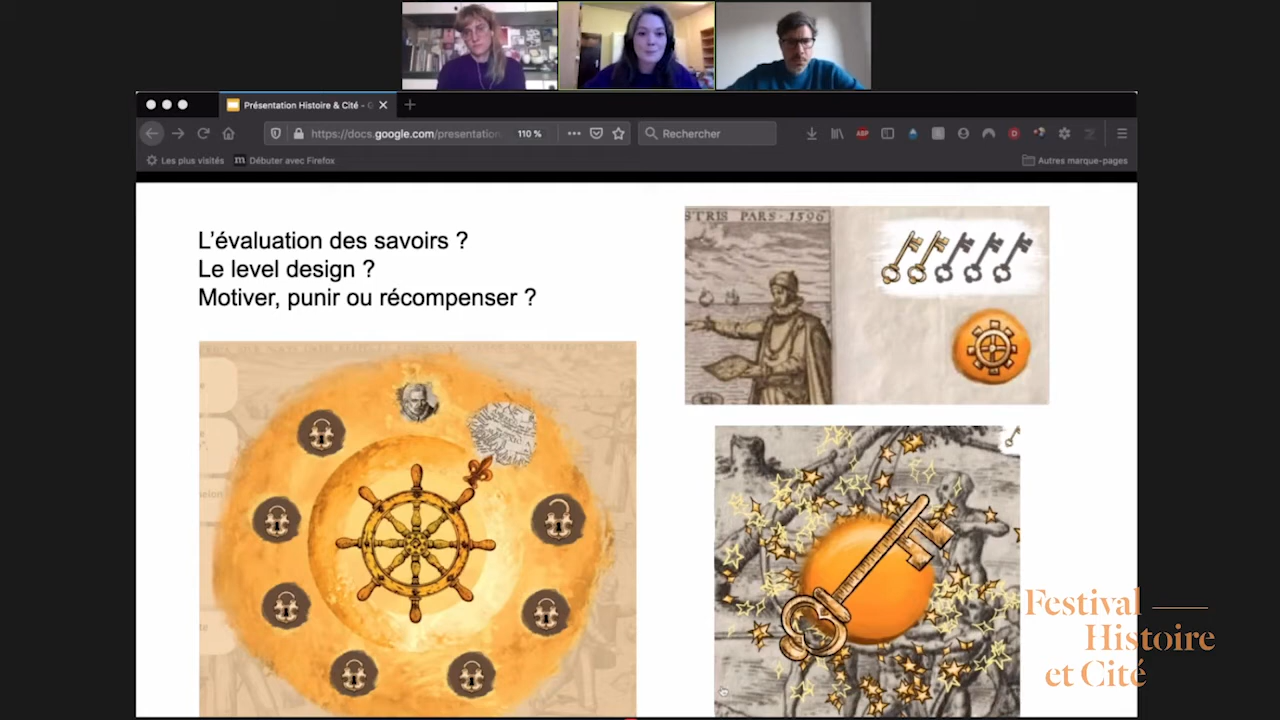 Présentation Histoire & Cité - G
https://docs.google.com/presentation
110 %
Rechercher
ABP
Les plus visités
m Débuter avec Firefox
Autres marque-pages
L'évaluation des savoirs ?
Le level design ?
Motiver, punir ou récompenser ?
STRIS PARS · 1596
Festival
Histoire
et Cité